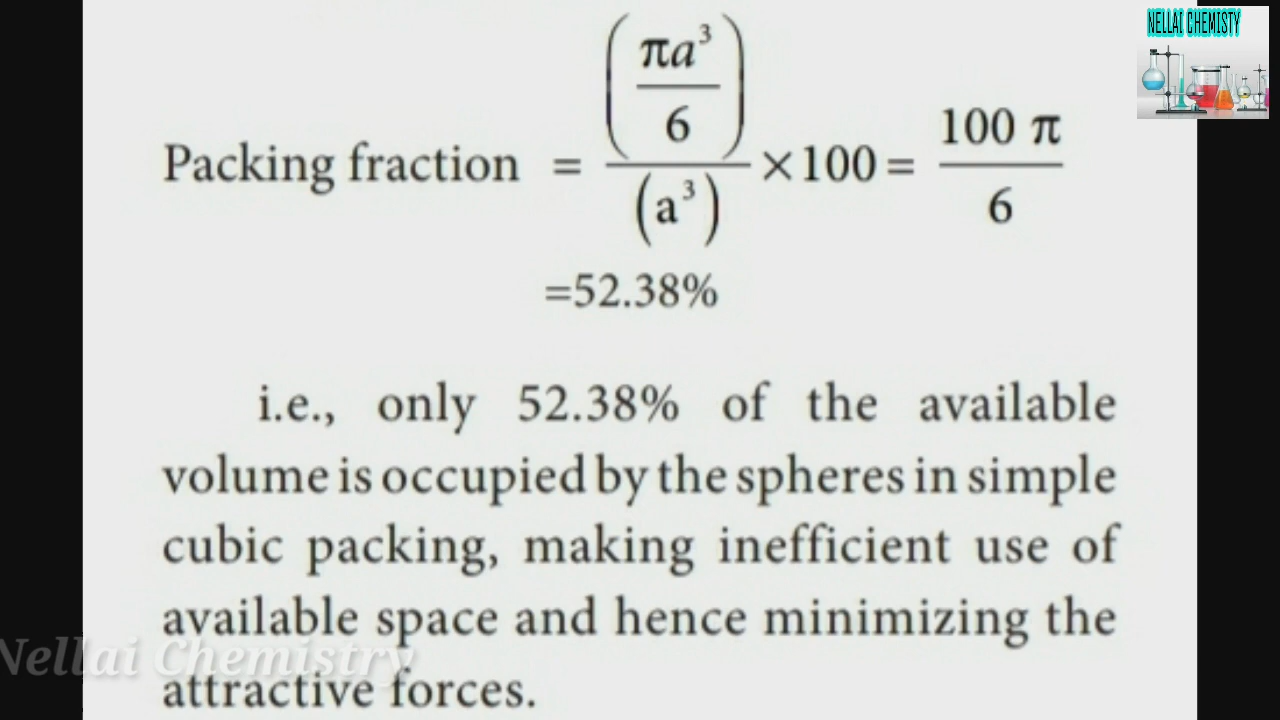 NELLAI CHEMISTY
Packing fraction = (πa³/6)/(a³) ×100 = 100 π/6
=52.38%
i.e., only 52.38% of the available
volume is occupied by the spheres in simple
cubic packing, making inefficient use of
available space and hence minimizing the
attractive forces.
Nellai Chemistry